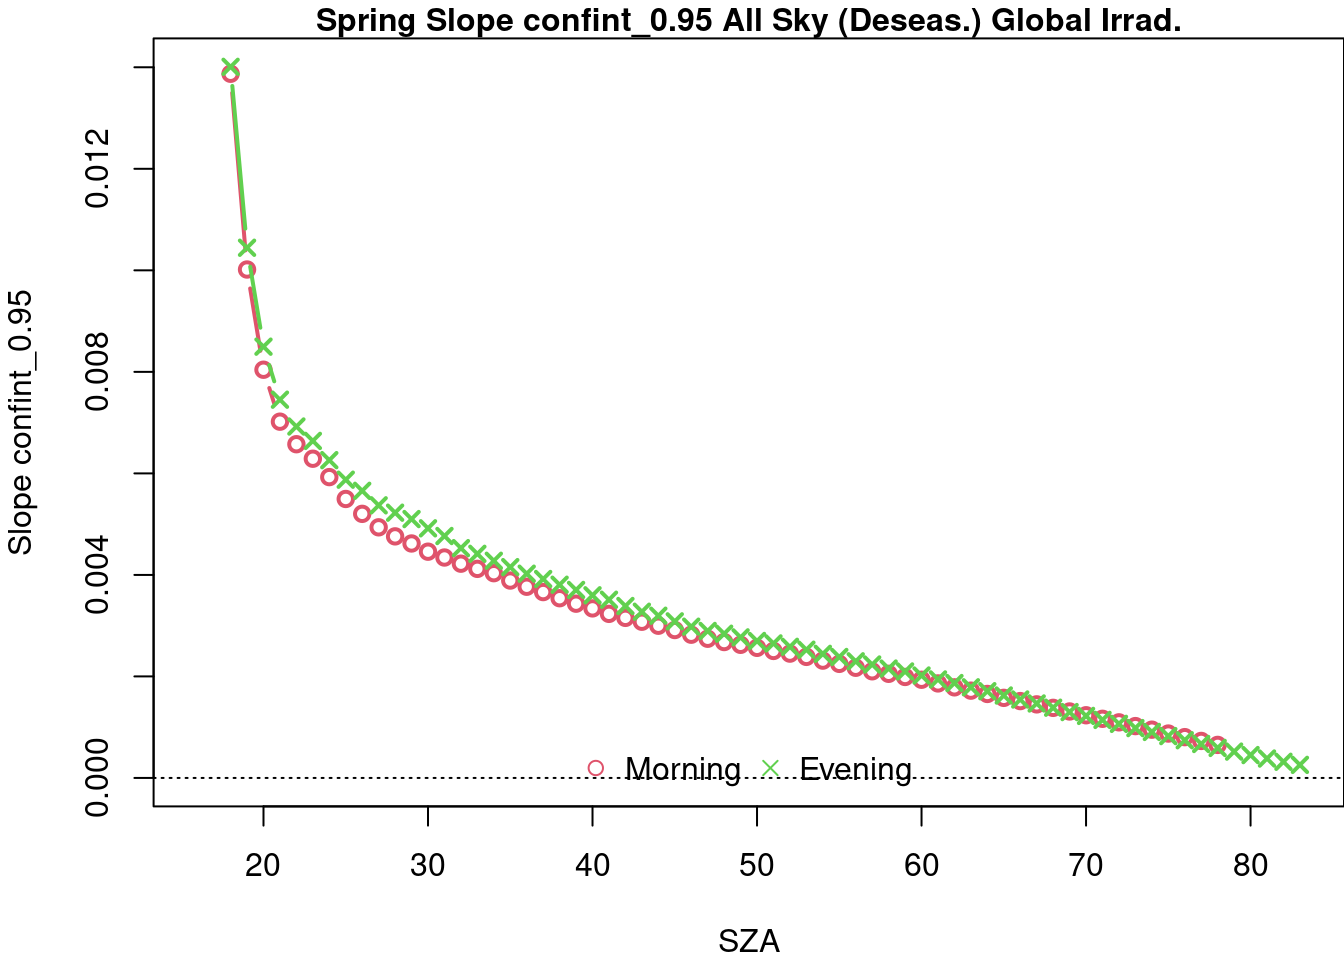 Spring Slope confint_0.95 All Sky (Deseas.) Global Irrad.
Slope confint_0.95
0.012
0.008
0.004
0.000
Morning Evening
20 30 40 50 60 70 80
SZA